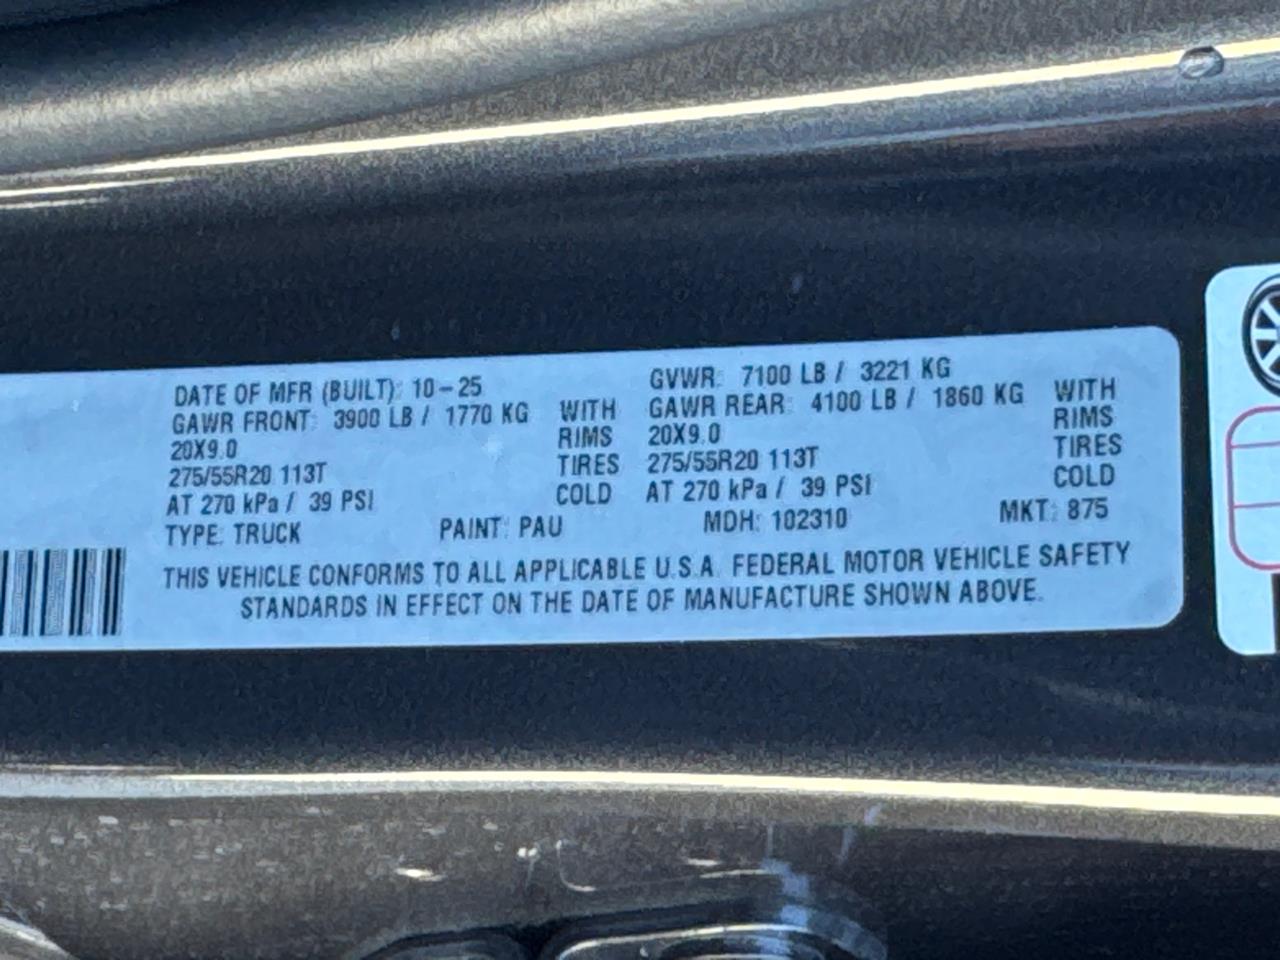 DATE OF MFR (BUILT): 10-25 GVWR: 7100 LB / 3221 KG
GAWR FRONT: 3900 LB / 1770 KG WITH GAWR REAR: 4100 LB / 1860 KG WITH
20X9.0 RIMS 20X9.0 RIMS
275/55R20 113T TIRES 275/55R20 113T TIRES
AT 270 kPa / 39 PSI COLD AT 270 kPa / 39 PSI COLD
TYPE: TRUCK PAINT: PAU MDH: 102310 MKT: 875
THIS VEHICLE CONFORMS TO ALL APPLICABLE U.S.A. FEDERAL MOTOR VEHICLE SAFETY
STANDARDS IN EFFECT ON THE DATE OF MANUFACTURE SHOWN ABOVE.